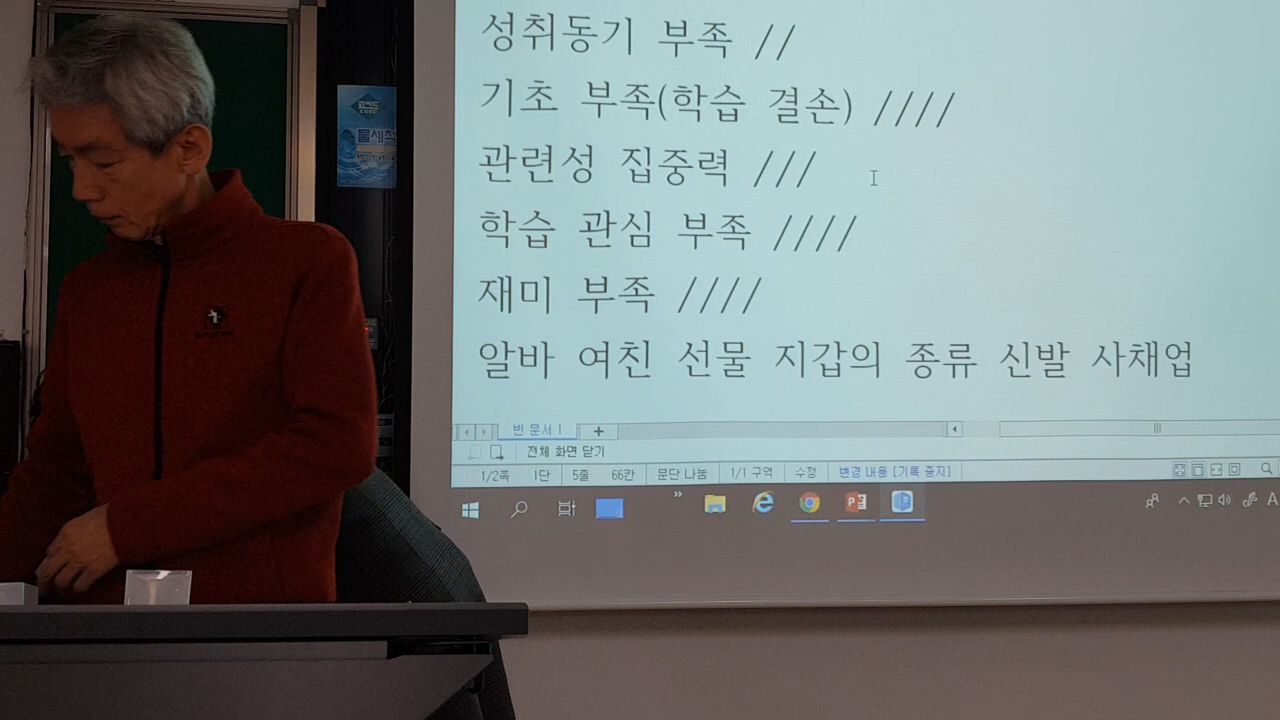 성취동기 부족 //
기초 부족(학습 결손) ////
관련성 집중력 ///
학습 관심 부족 ////
재미 부족 ////
알바 여친 선물 지갑의 종류 신발 사채업
빈 문서 1
전체 화면 닫기
1/2쪽 1단 5줄 66칸 문단 나눔 1/1 구역 수정 변경 내용 [기록 중지]
A